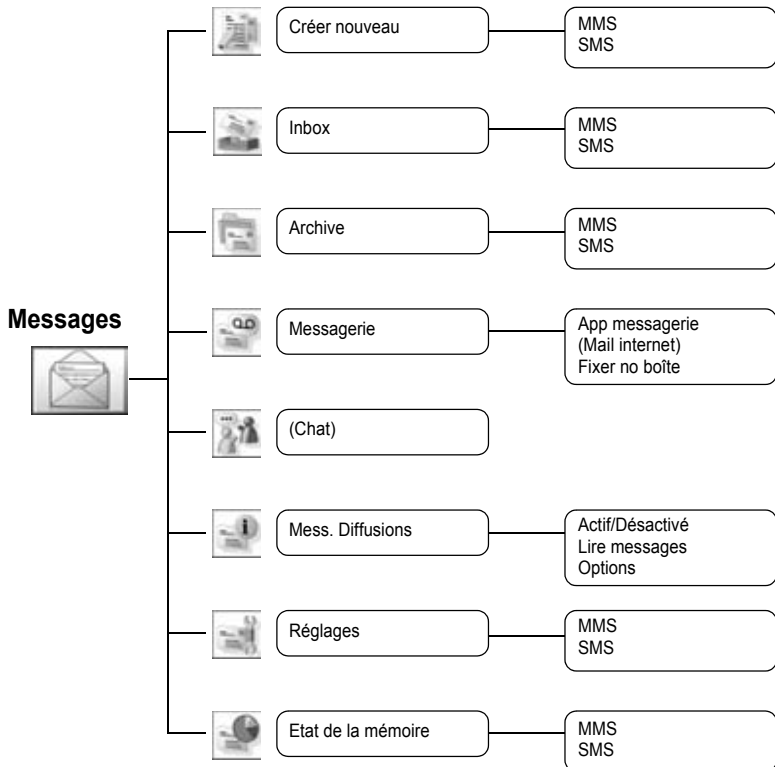 Créer nouveau
MMS
SMS
Inbox
MMS
SMS
Archive
MMS
SMS
Messages
Messagerie
App messagerie
(Mail internet)
Fixer no boîte
(Chat)
Mess. Diffusions
Actif/Désactivé
Lire messages
Options
Réglages
MMS
SMS
Etat de la mémoire
MMS
SMS